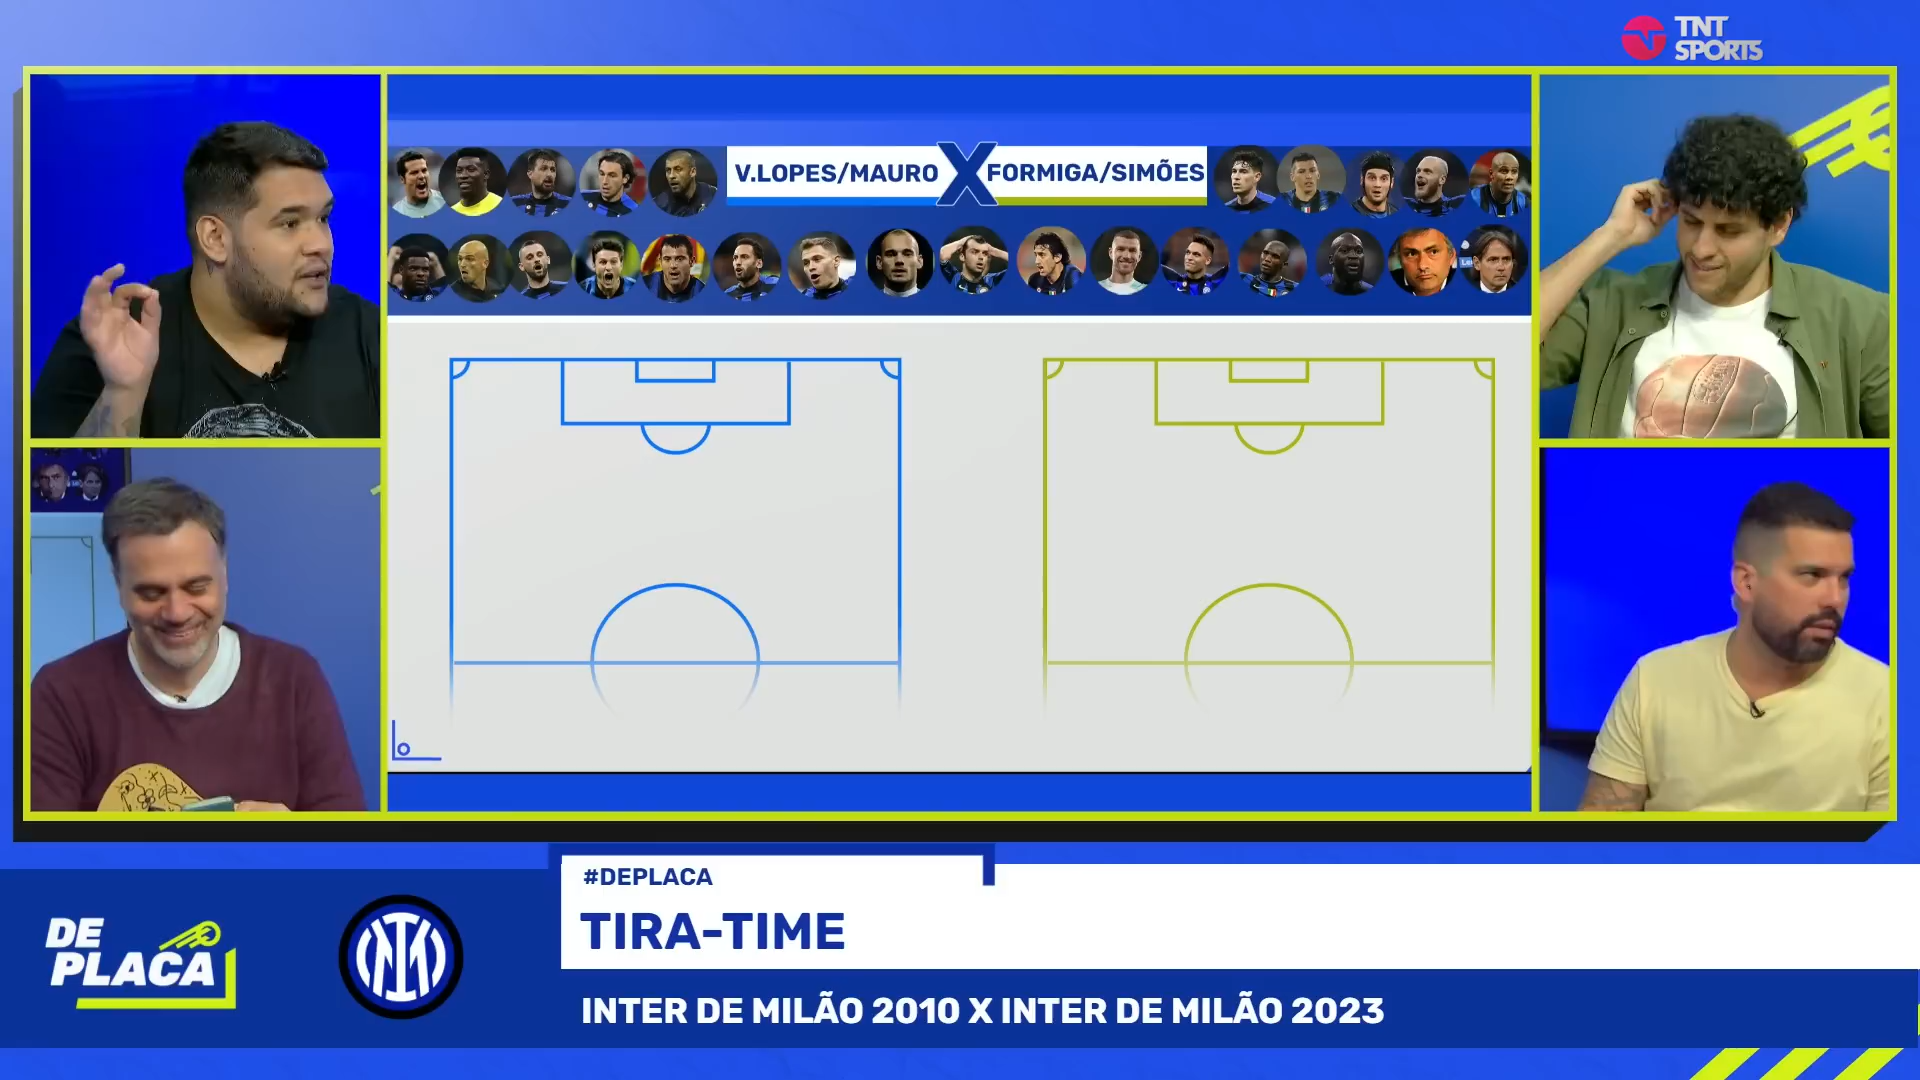 TNT
SPORTS
V.LOPES/MAURO X FORMIGA/SIMÕES
#DEPLACA
TIRA-TIME
DE
PLACA
INTER DE MILÃO 2010 X INTER DE MILÃO 2023